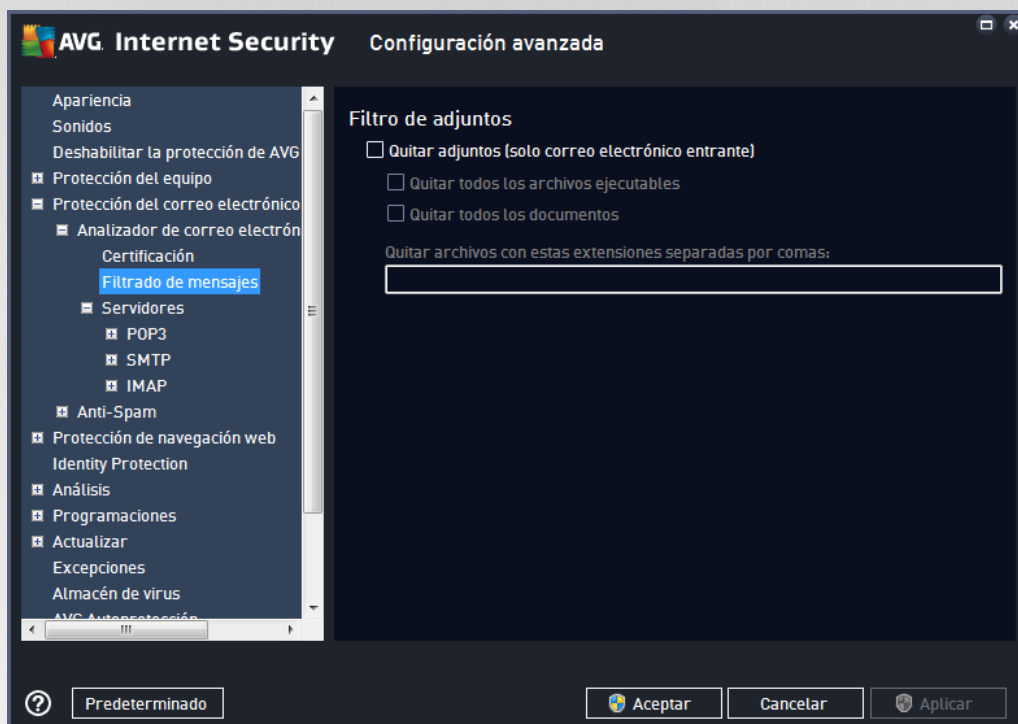 AVG. Internet Security Configuración avanzada
Apariencia
Sonidos
Deshabilitar la protección de AVG
Protección del equipo
Protección del correo electrónico
Analizador de correo electrón
Certificación
Filtrado de mensajes
Servidores
POP3
SMTP
IMAP
Anti-Spam
Protección de navegación web
Identity Protection
Análisis
Programaciones
Actualizar
Excepciones
Almacén de virus
AVG Autoprotección
Filtro de adjuntos
Quitar adjuntos (solo correo electrónico entrante)
Quitar todos los archivos ejecutables
Quitar todos los documentos
Quitar archivos con estas extensiones separadas por comas:
Predeterminado
Aceptar
Cancelar
Aplicar